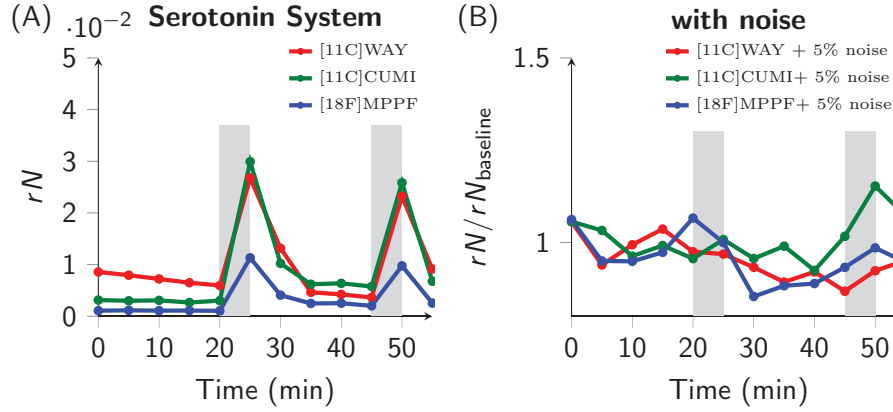 (A) Serotonin System
·10−2
[11C]WAY
[11C]CUMI
[18F]MPPF
5
4
3
2
1
0
rN
0 10 20 30 40 50
Time (min)
(B) with noise
[11C]WAY + 5% noise
[11C]CUMI+ 5% noise
[18F]MPPF+ 5% noise
1.5
1
rN/rNbaseline
0 10 20 30 40 50
Time (min)